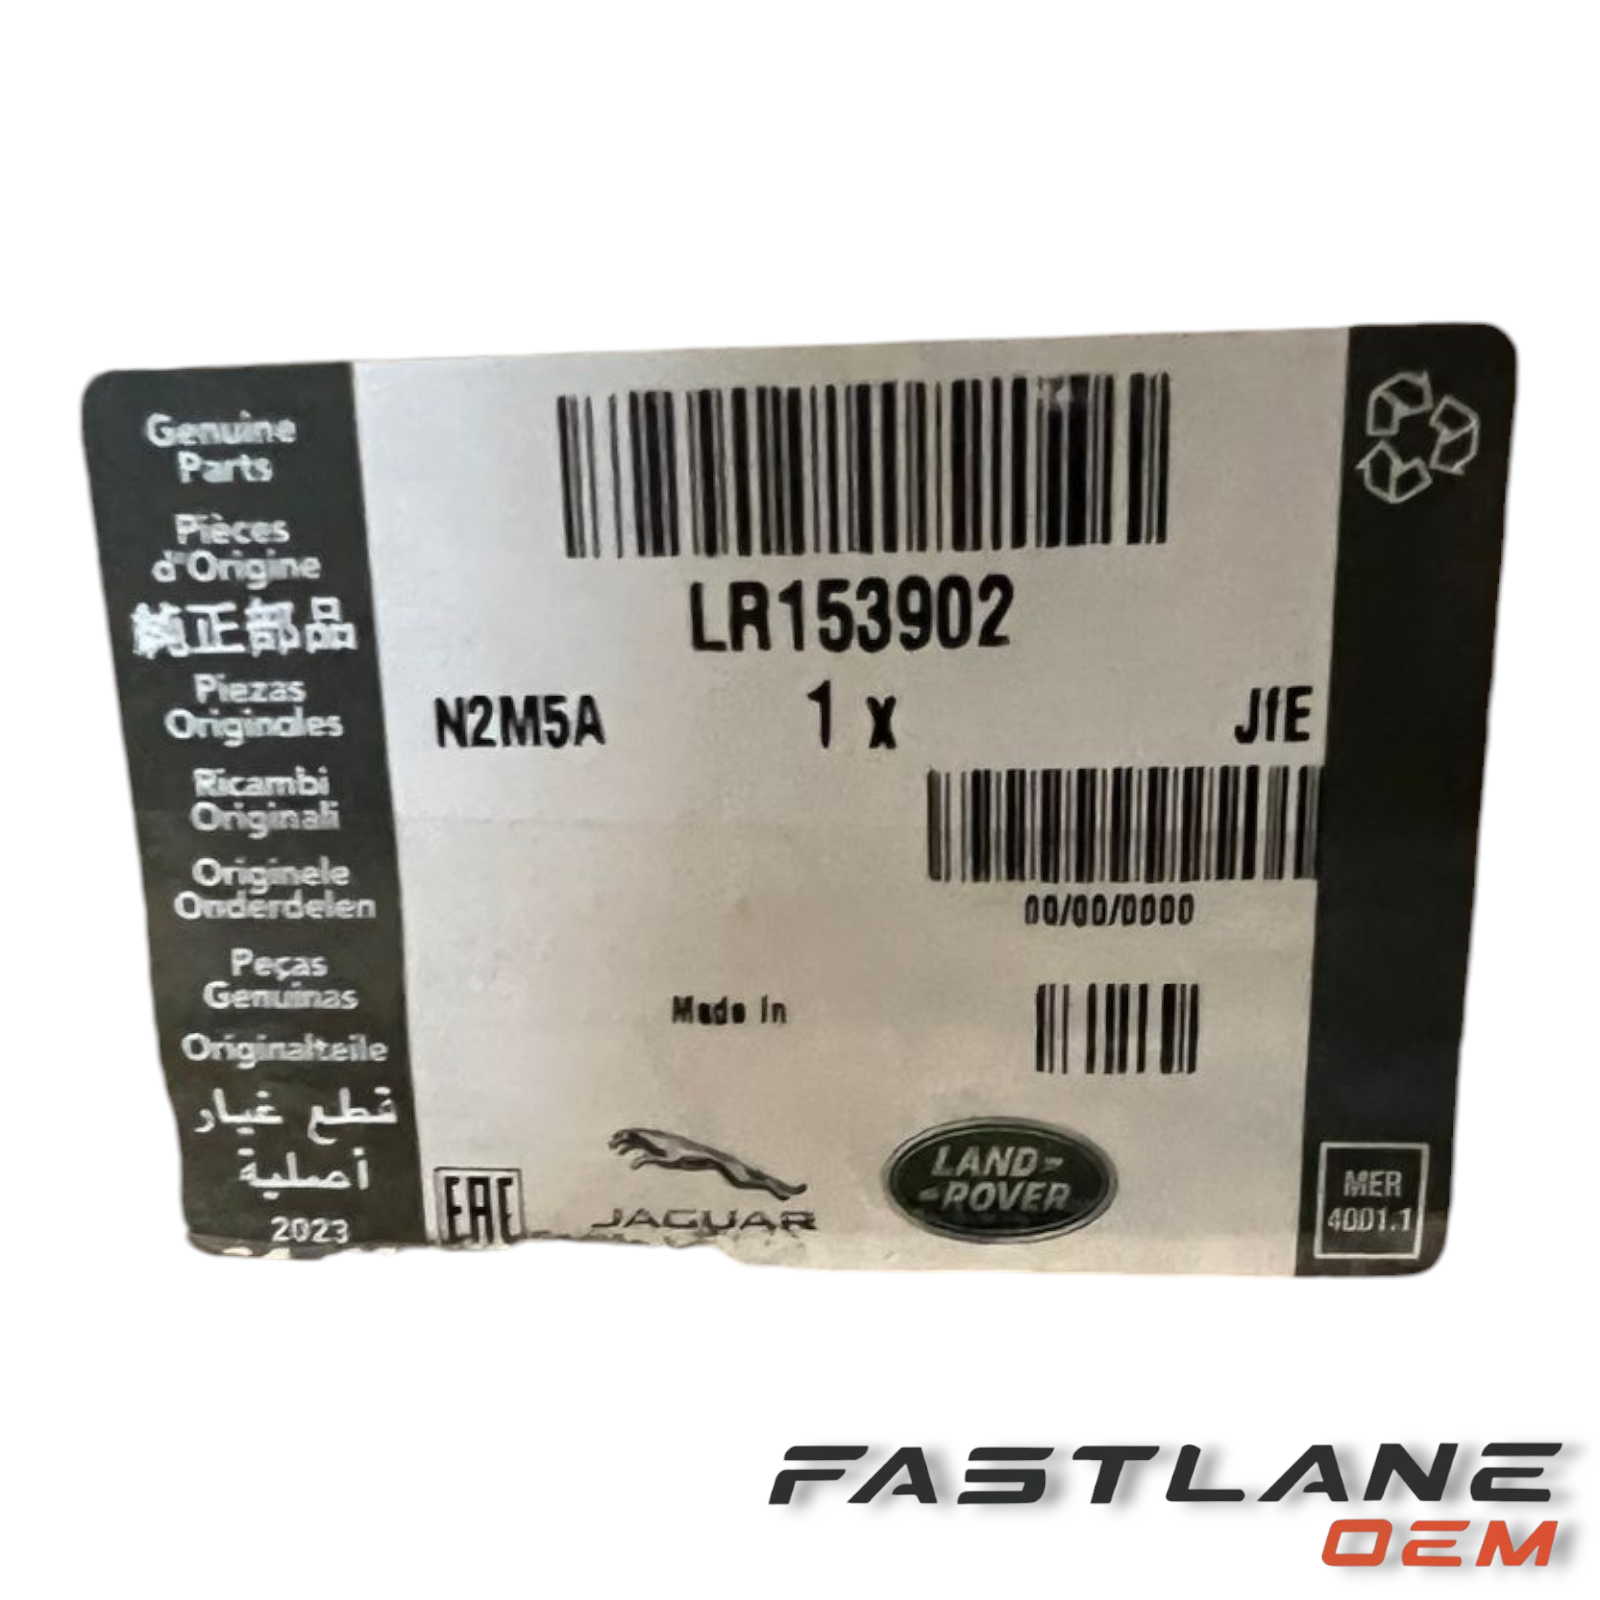 Genuine
Parts
Pièces
d'Origine
純正部品
Piezas
Originales
Ricambi
Originali
Originele
Onderdelen
Peças
Genuínas
Originalteile
قطع غيار
أصلية
2023
LR153902
N2M5A 1 x JfE
00/00/0000
Made In
EAC
JAGUAR
LAND-
-ROVER
MER
4001.1
FASTLANE
OEM